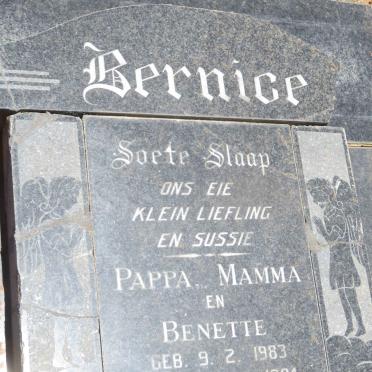 Bernice
Soete Slaap
ONS EIE
KLEIN LIEFLING
EN SUSSIE
PAPPA, MAMMA
EN
BENETTE
GEB. 9. 2. 1983